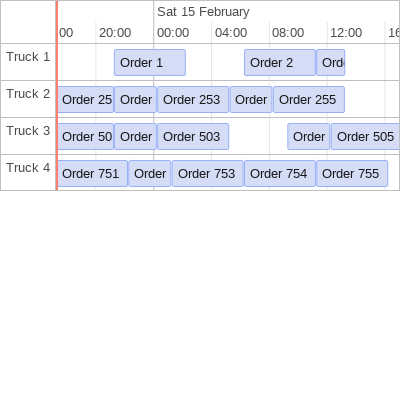 Sat 15 February
00 20:00 00:00 04:00 08:00 12:00 16
Truck 1 Order 1 Order 2
Truck 2 Order 25 Order Order 253 Order Order 255
Truck 3 Order 50 Order Order 503 Order Order 505
Truck 4 Order 751 Order Order 753 Order 754 Order 755